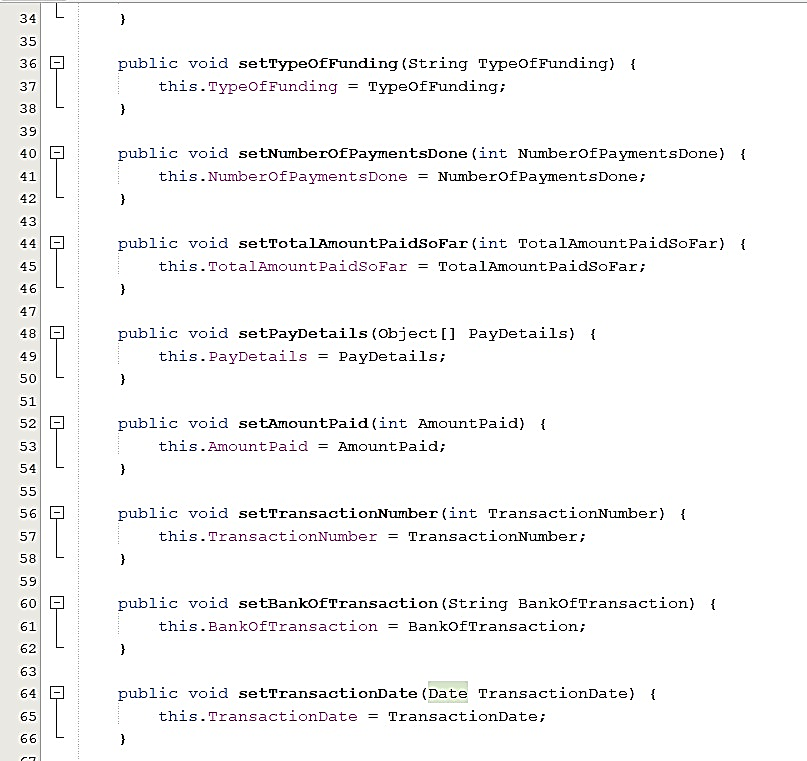 34 }
35
36 public void setTypeOfFunding(String TypeOfFunding) {
37 this.TypeOfFunding = TypeOfFunding;
38 }
39
40 public void setNumberOfPaymentsDone(int NumberOfPaymentsDone) {
41 this.NumberOfPaymentsDone = NumberOfPaymentsDone;
42 }
43
44 public void setTotalAmountPaidSoFar(int TotalAmountPaidSoFar) {
45 this.TotalAmountPaidSoFar = TotalAmountPaidSoFar;
46 }
47
48 public void setPayDetails(Object[] PayDetails) {
49 this.PayDetails = PayDetails;
50 }
51
52 public void setAmountPaid(int AmountPaid) {
53 this.AmountPaid = AmountPaid;
54 }
55
56 public void setTransactionNumber(int TransactionNumber) {
57 this.TransactionNumber = TransactionNumber;
58 }
59
60 public void setBankOfTransaction(String BankOfTransaction) {
61 this.BankOfTransaction = BankOfTransaction;
62 }
63
64 public void setTransactionDate(Date TransactionDate) {
65 this.TransactionDate = TransactionDate;
66 }
67